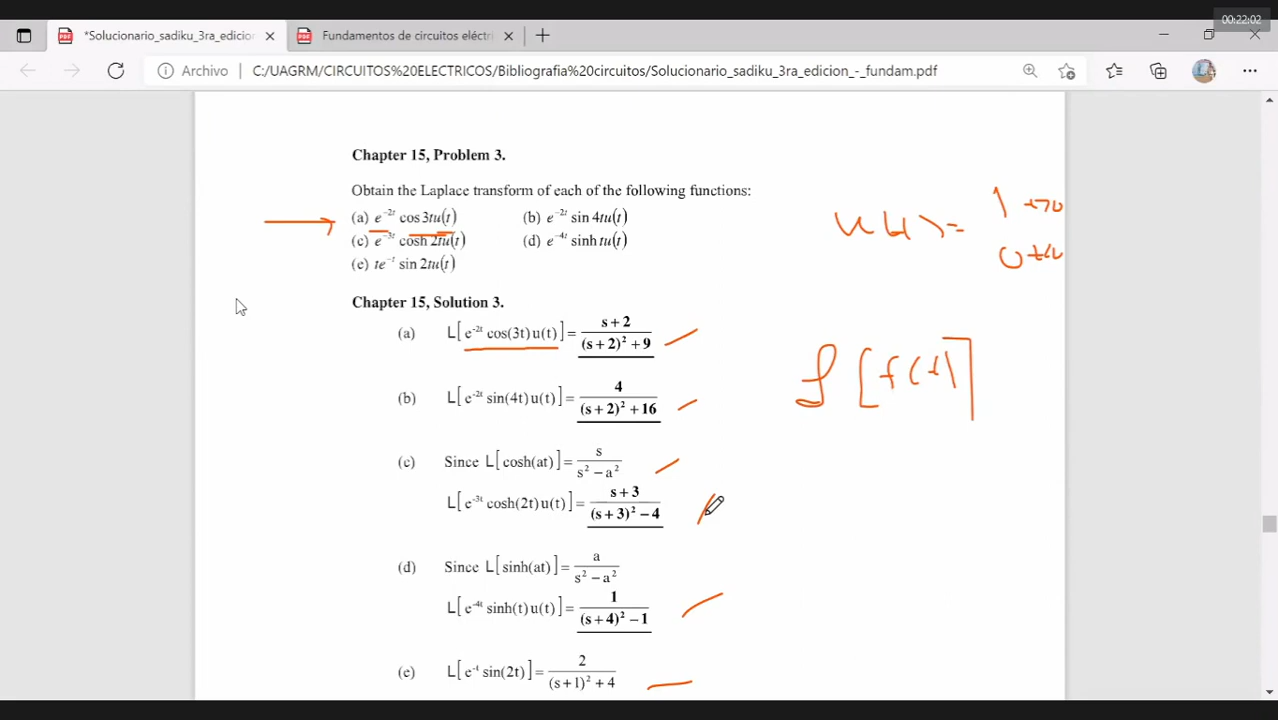 00:22:02
*Solucionario_sadiku_3ra_edicion
Fundamentos de circuitos eléctri
Archivo | C:/UAGRM/CIRCUITOS%20ELECTRICOS/Bibliografia%20circuitos/Solucionario_sadiku_3ra_edicion_-_fundam.pdf
Chapter 15, Problem 3.
Obtain the Laplace transform of each of the following functions:
(a) e^{-2t} cos 3tu(t) (b) e^{-2t} sin 4tu(t)
(c) e^{-3t} cosh 2tu(t) (d) e^{-4t} sinh tu(t)
(e) te^{-t} sin 2tu(t)
u(t) = 1 t>0
0 t<0
Chapter 15, Solution 3.
(a) L[e^{-2t} cos(3t)u(t)] = (s+2)/((s+2)²+9)
ℒ[f(t)]
(b) L[e^{-2t} sin(4t)u(t)] = 4/((s+2)²+16)
(c) Since L[cosh(at)] = s/(s²−a²)
L[e^{-3t} cosh(2t)u(t)] = (s+3)/((s+3)²−4)
(d) Since L[sinh(at)] = a/(s²−a²)
L[e^{-4t} sinh(t)u(t)] = 1/((s+4)²−1)
(e) L[e^{-t} sin(2t)] = 2/((s+1)²+4)